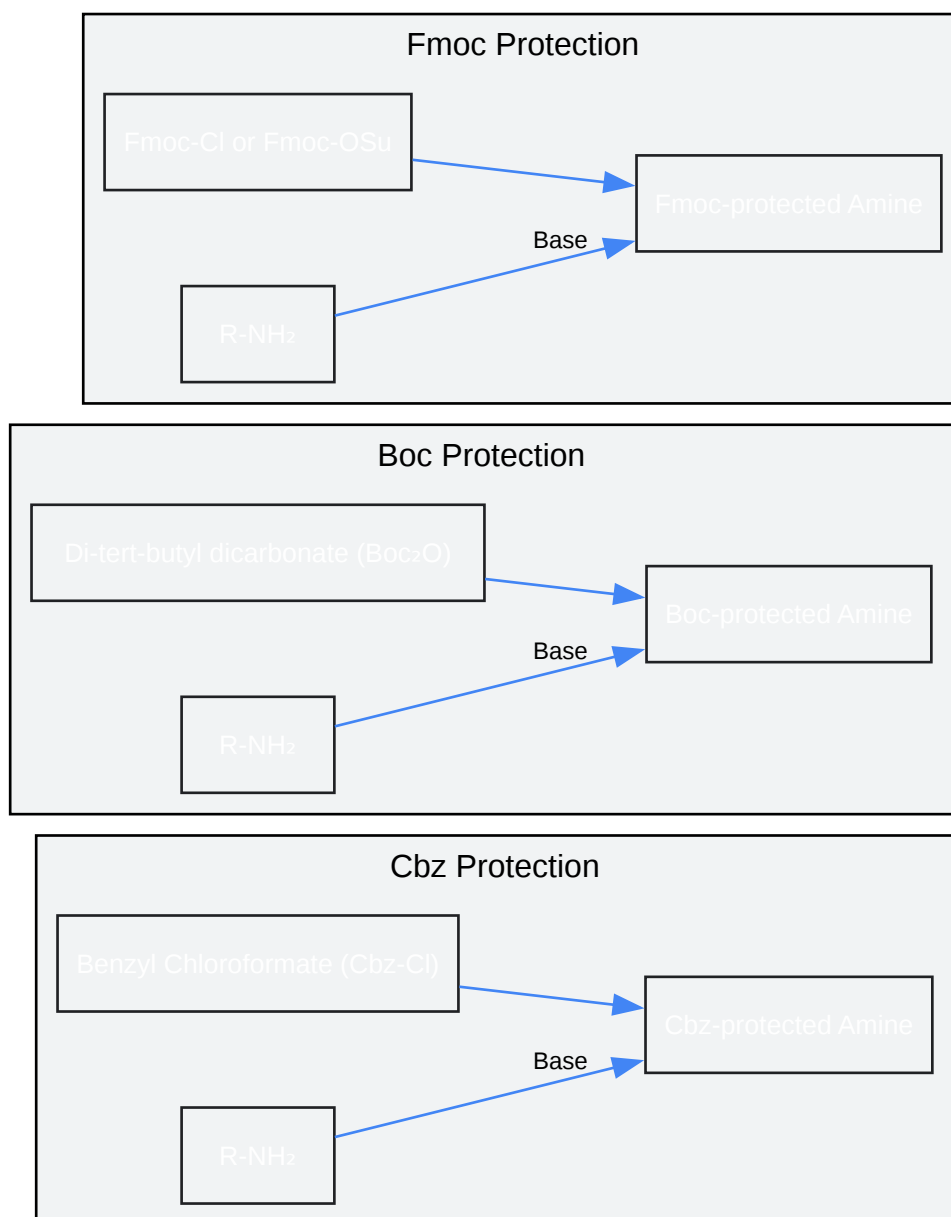 Fmoc Protection
Fmoc-Cl or Fmoc-OSu
Fmoc-protected Amine
Base
R-NH₂
Boc Protection
Di-tert-butyl dicarbonate (Boc₂O)
Boc-protected Amine
Base
R-NH₂
Cbz Protection
Benzyl Chloroformate (Cbz-Cl)
Cbz-protected Amine
Base
R-NH₂